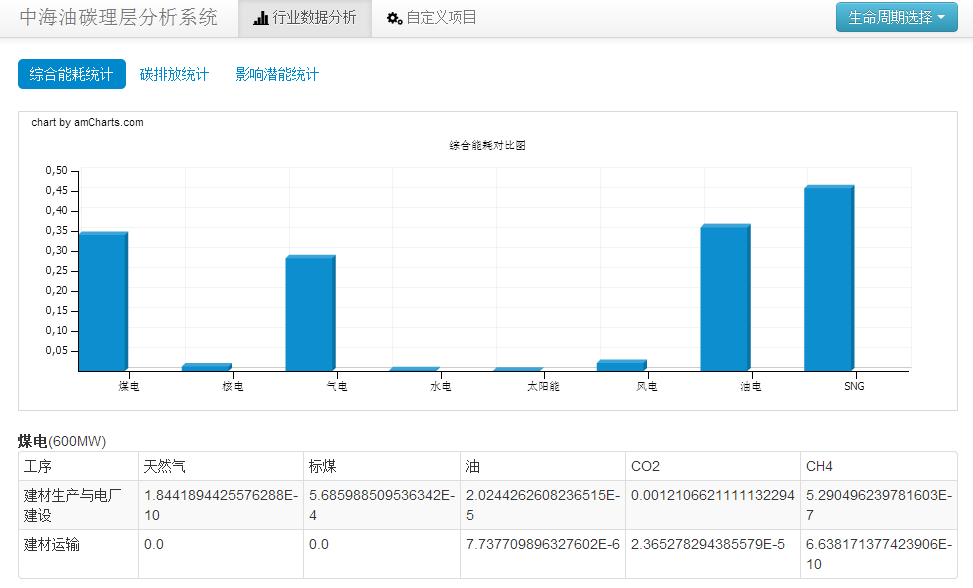 中海油碳理层分析系统 行业数据分析 自定义项目 生命周期选择
综合能耗统计 碳排放统计 影响潜能统计
chart by amCharts.com
综合能耗对比图
0,50
0,45
0,40
0,35
0,30
0,25
0,20
0,15
0,10
0,05
煤电 核电 气电 水电 太阳能 风电 油电 SNG
煤电(600MW)
工序 天然气 标煤 油 CO2 CH4
建材生产与电厂 1.8441894425576288E- 5.685988509536342E- 2.0244262608236515E- 0.0012106621111132294 5.290496239781603E-
建设 10 4 5 7
建材运输 0.0 0.0 7.737709896327602E-6 2.365278294385579E-5 6.638171377423906E-
10